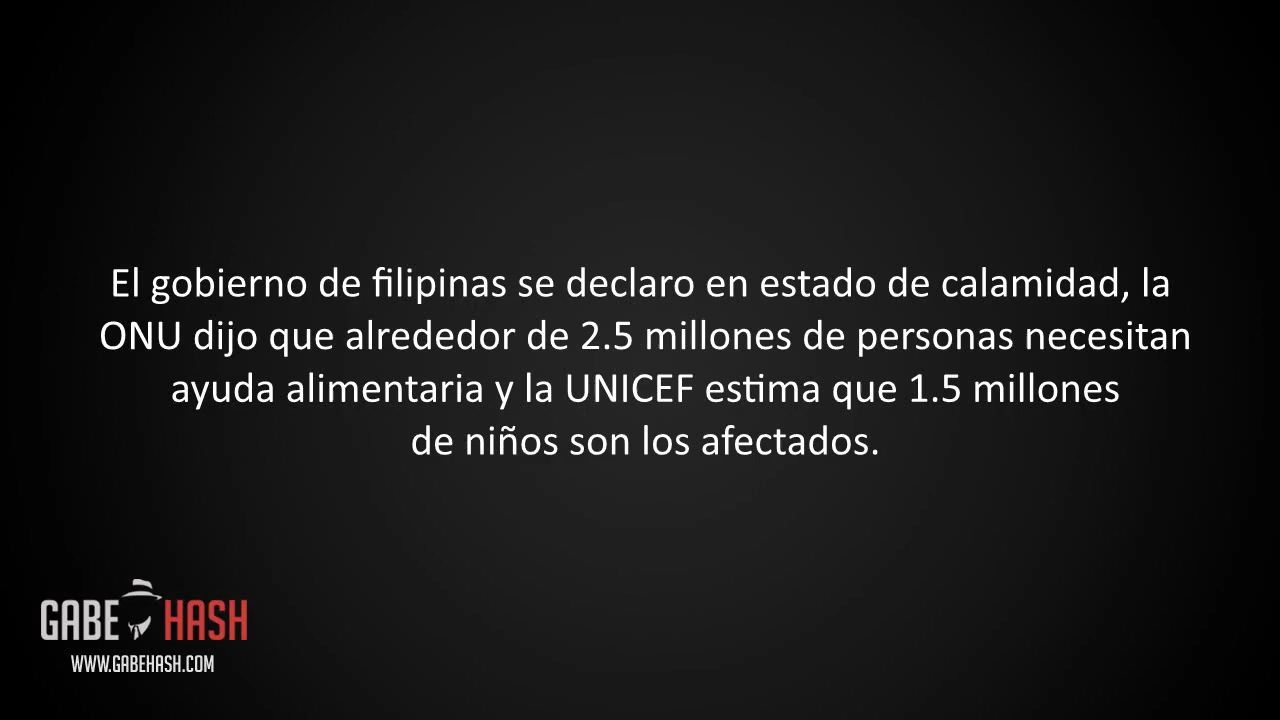 El gobierno de filipinas se declaro en estado de calamidad, la
ONU dijo que alrededor de 2.5 millones de personas necesitan
ayuda alimentaria y la UNICEF estima que 1.5 millones
de niños son los afectados.
GABE HASH
WWW.GABEHASH.COM